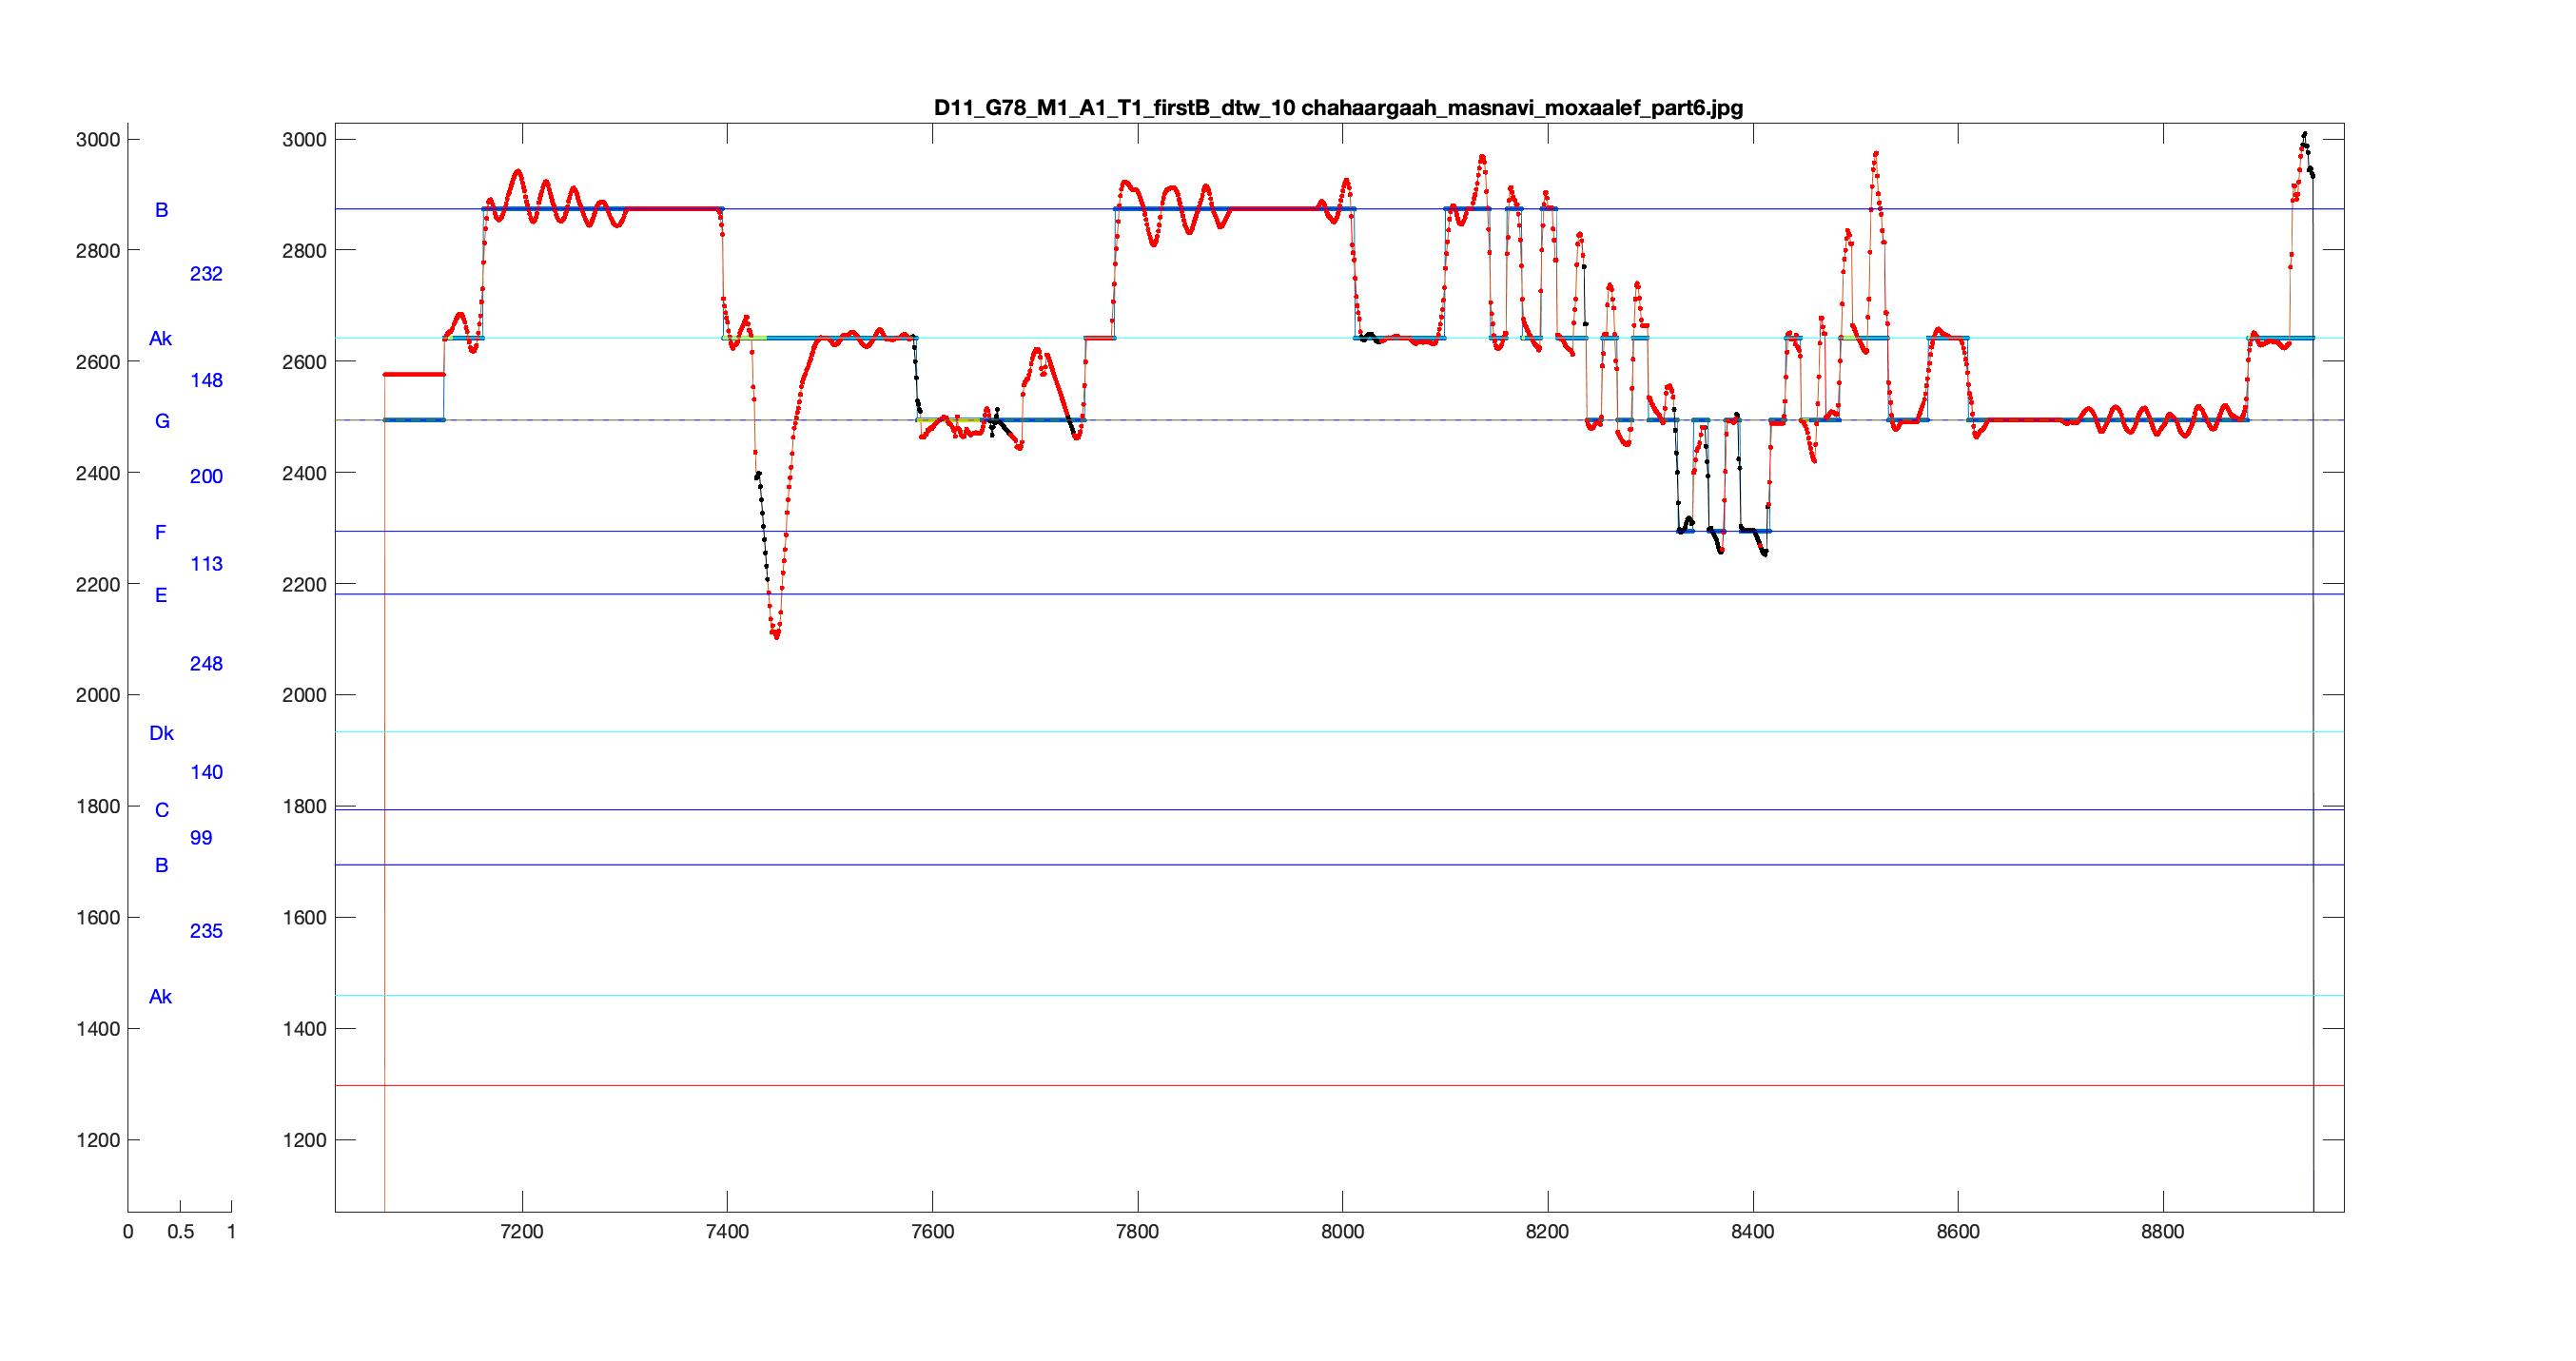 D11_G78_M1_A1_T1_firstB_dtw_10 chahaargaah_masnavi_moxaalef_part6.jpg
3000 3000
B
2800 2800
232
Ak
2600 2600
148
G
2400 2400
200
F
113
2200 2200
E
248
2000 2000
Dk
140
1800 C 1800
99
B
1600 1600
235
Ak
1400 1400
1200 1200
0 0.5 1 7200 7400 7600 7800 8000 8200 8400 8600 8800